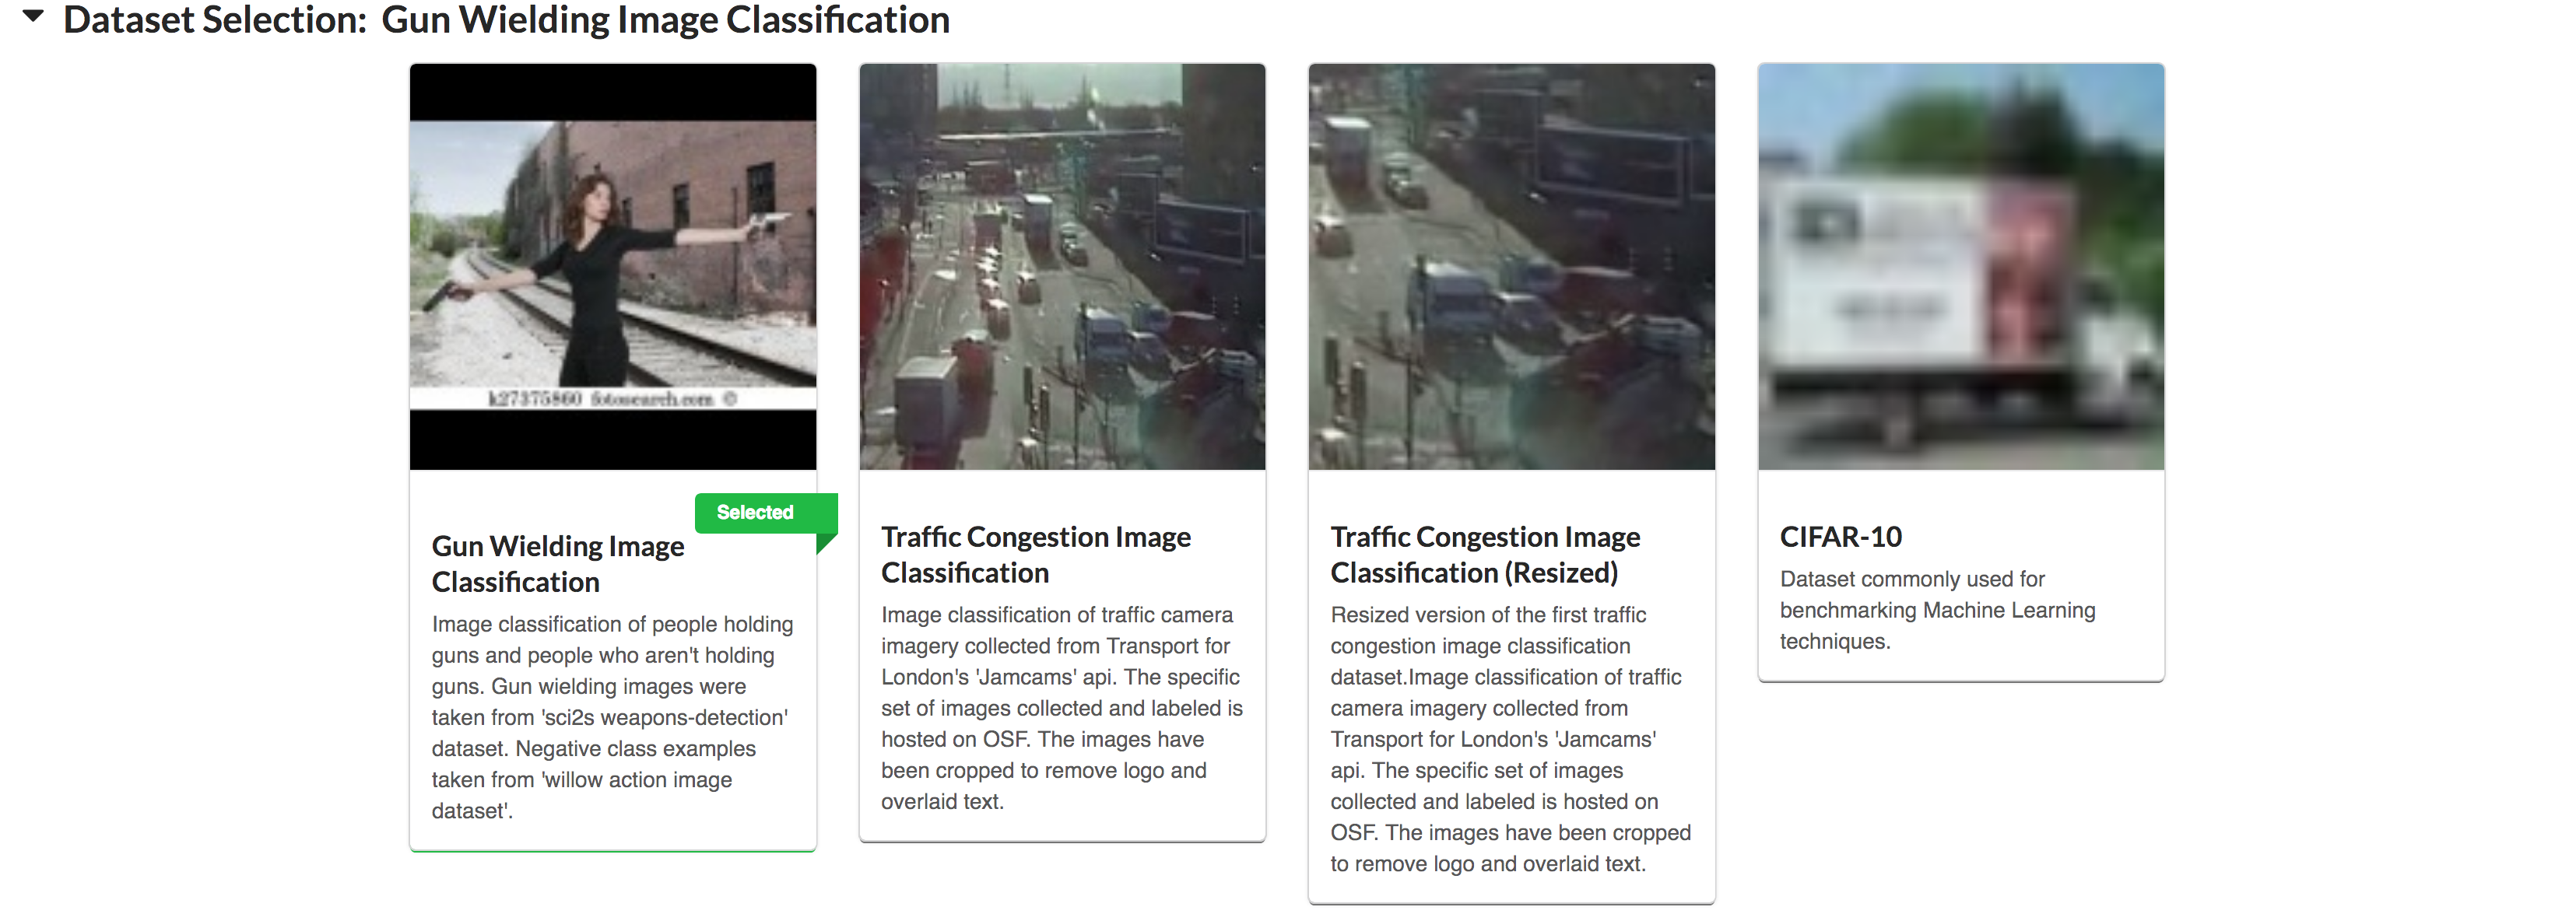 Dataset Selection: Gun Wielding Image Classification
k27375860 fotosearch.com ©
Selected
Gun Wielding Image
Classification
Image classification of people holding
guns and people who aren't holding
guns. Gun wielding images were
taken from 'sci2s weapons-detection'
dataset. Negative class examples
taken from 'willow action image
dataset'.
Traffic Congestion Image
Classification
Image classification of traffic camera
imagery collected from Transport for
London's 'Jamcams' api. The specific
set of images collected and labeled is
hosted on OSF. The images have
been cropped to remove logo and
overlaid text.
Traffic Congestion Image
Classification (Resized)
Resized version of the first traffic
congestion image classification
dataset.Image classification of traffic
camera imagery collected from
Transport for London's 'Jamcams'
api. The specific set of images
collected and labeled is hosted on
OSF. The images have been cropped
to remove logo and overlaid text.
CIFAR-10
Dataset commonly used for
benchmarking Machine Learning
techniques.